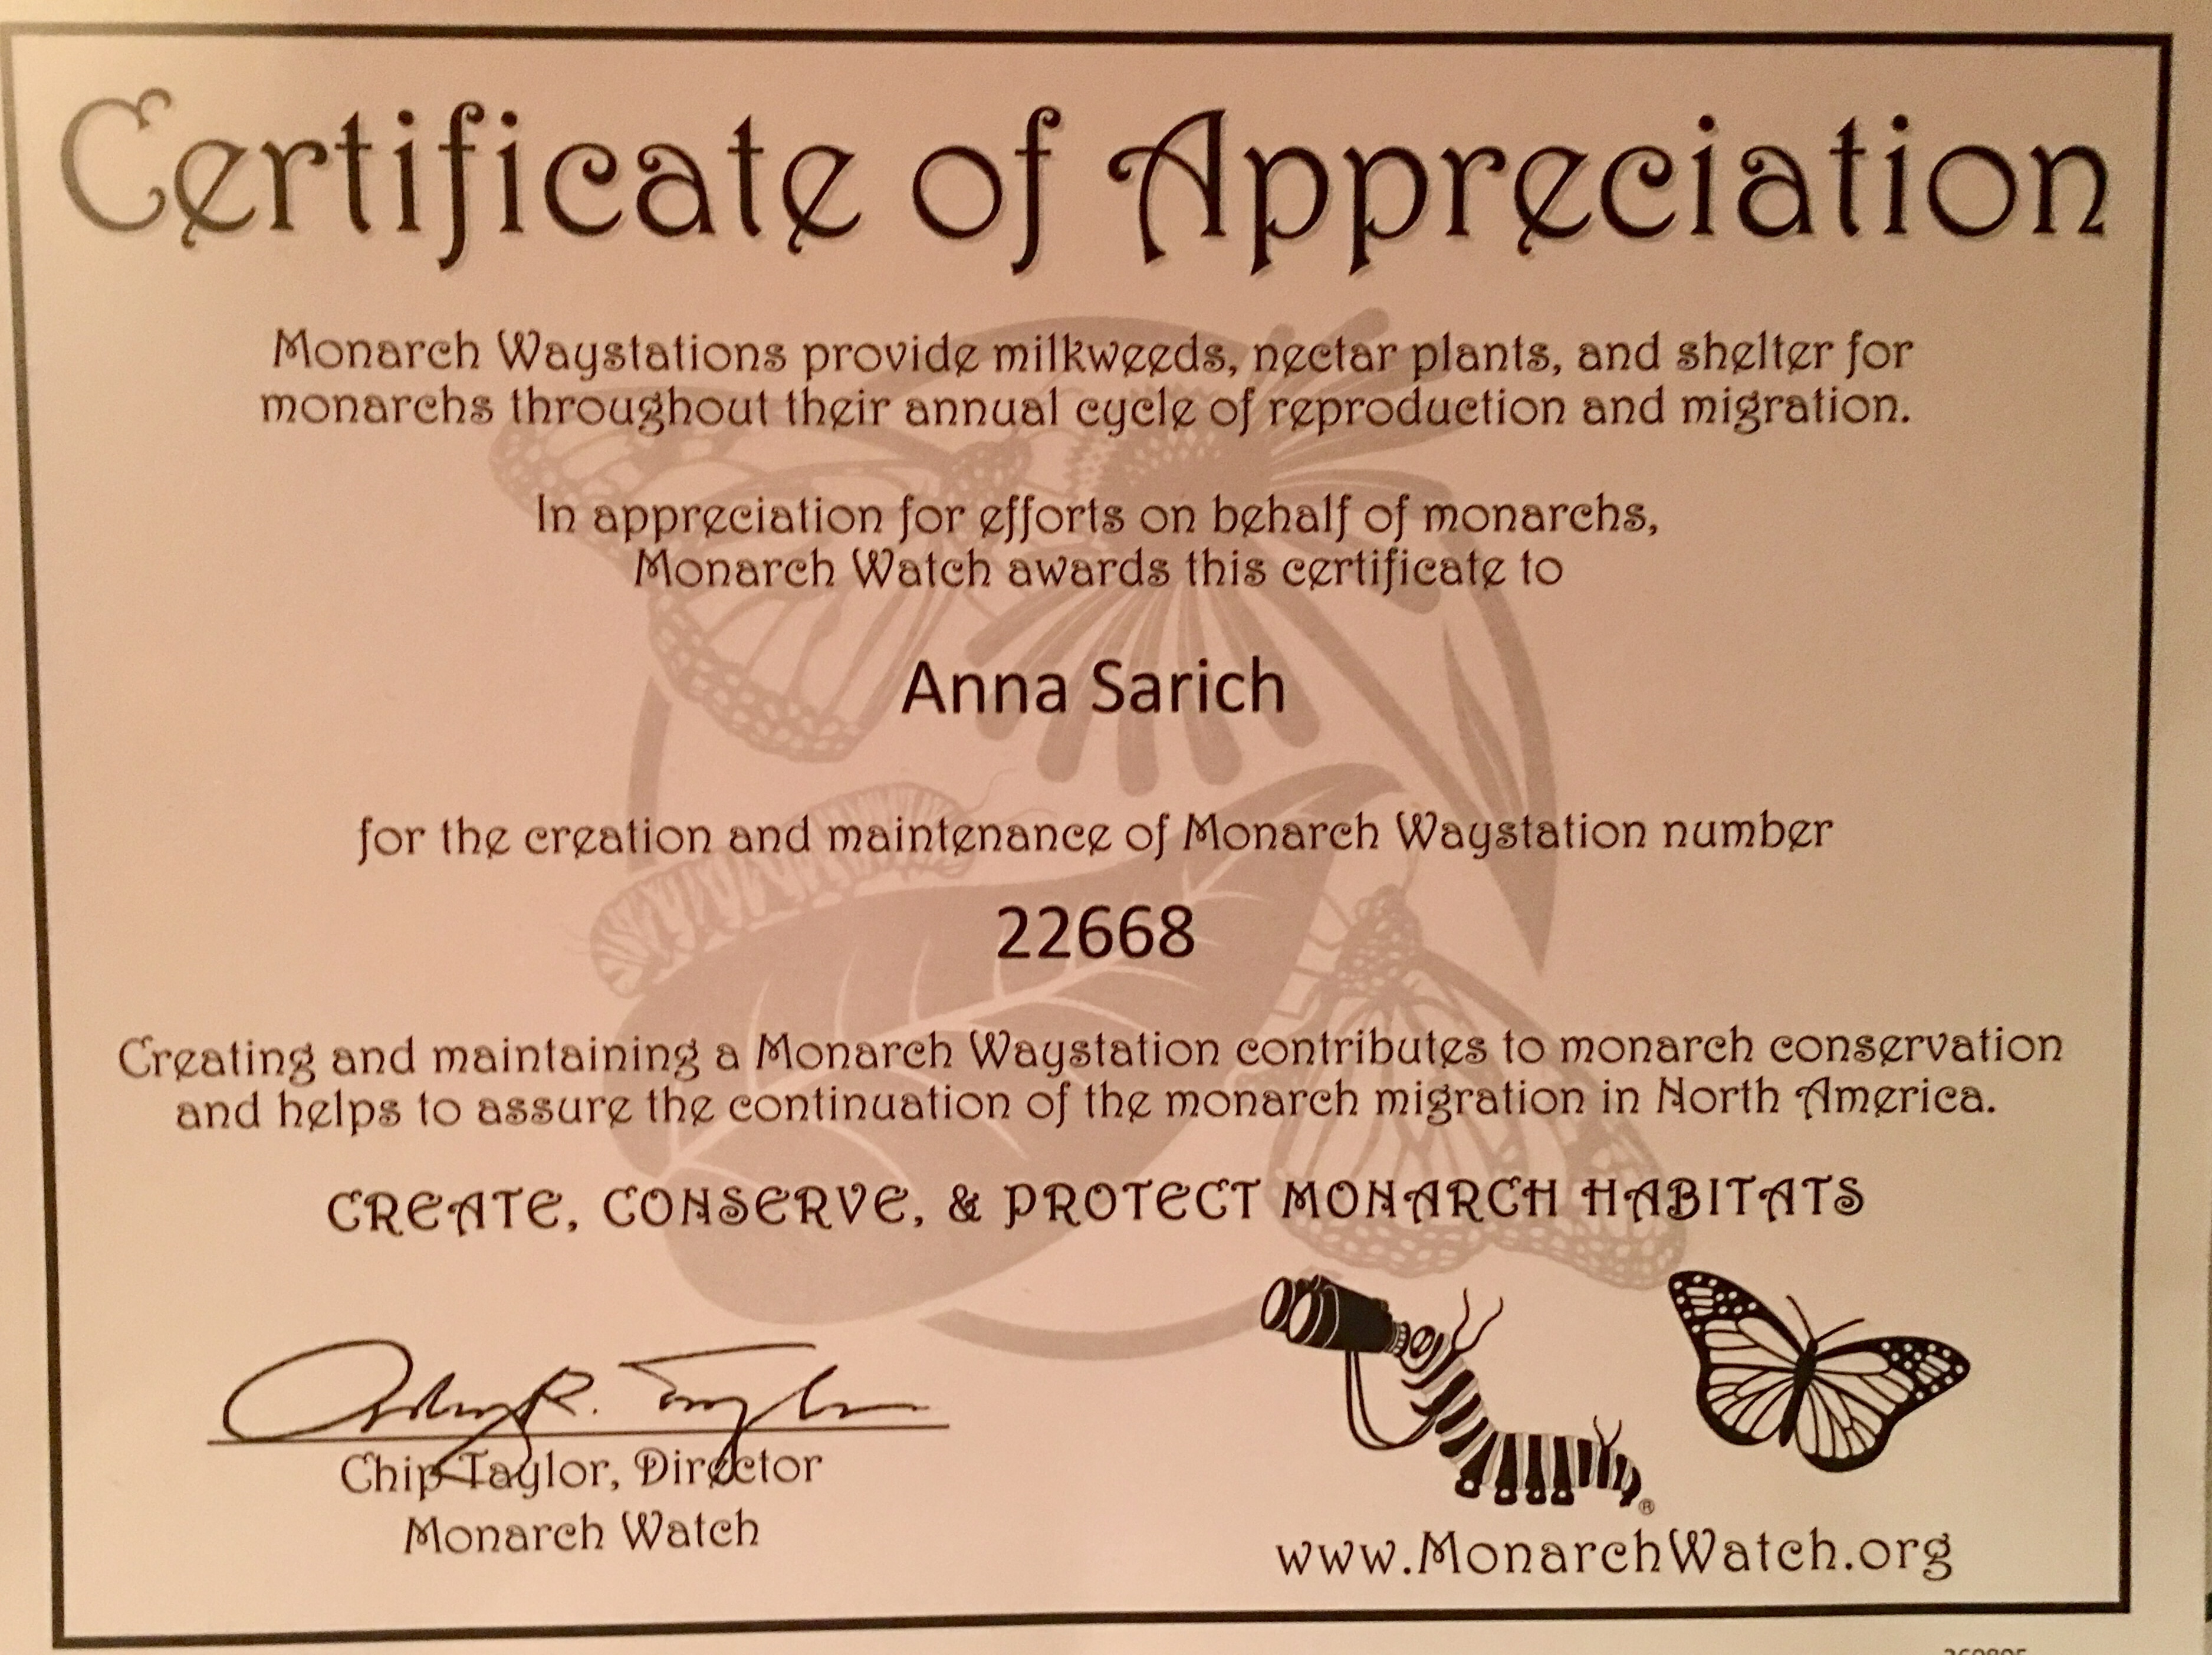 Certificate of Appreciation
Monarch Waystations provide milkweeds, nectar plants, and shelter for
monarchs throughout their annual cycle of reproduction and migration.
In appreciation for efforts on behalf of monarchs,
Monarch Watch awards this certificate to
Anna Sarich
for the creation and maintenance of Monarch Waystation number
22668
Creating and maintaining a Monarch Waystation contributes to monarch conservation
and helps to assure the continuation of the monarch migration in North America.
CREATE, CONSERVE, & PROTECT MONARCH HABITATS
Chip Taylor, Director
Monarch Watch
®
www.MonarchWatch.org